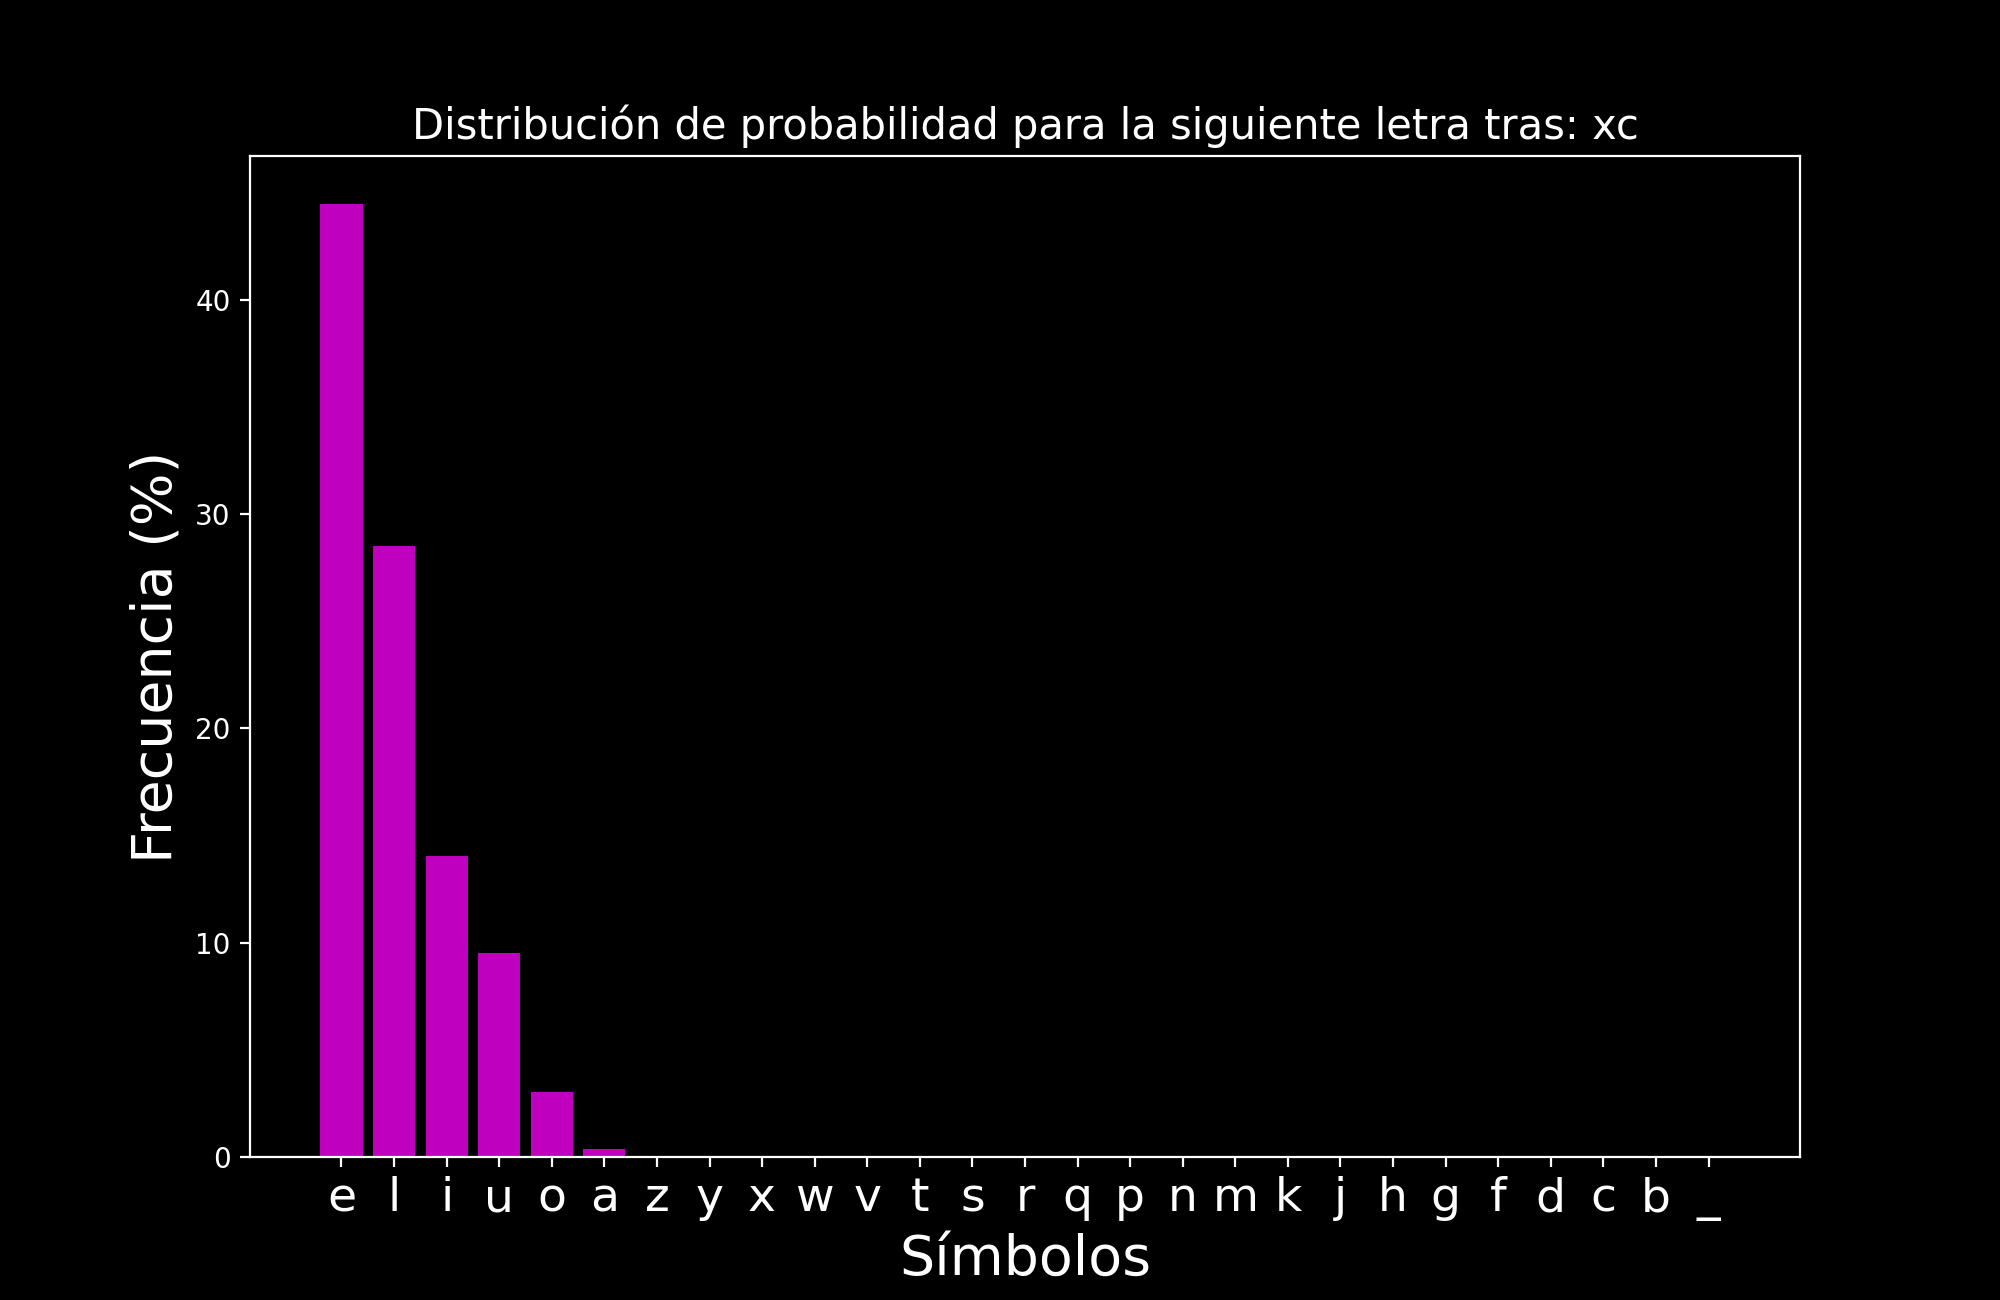 Distribución de probabilidad para la siguiente letra tras: xc
Frecuencia (%)
40
30
20
10
0
e l i u o a z y x w v t s r q p n m k j h g f d c b _
Símbolos